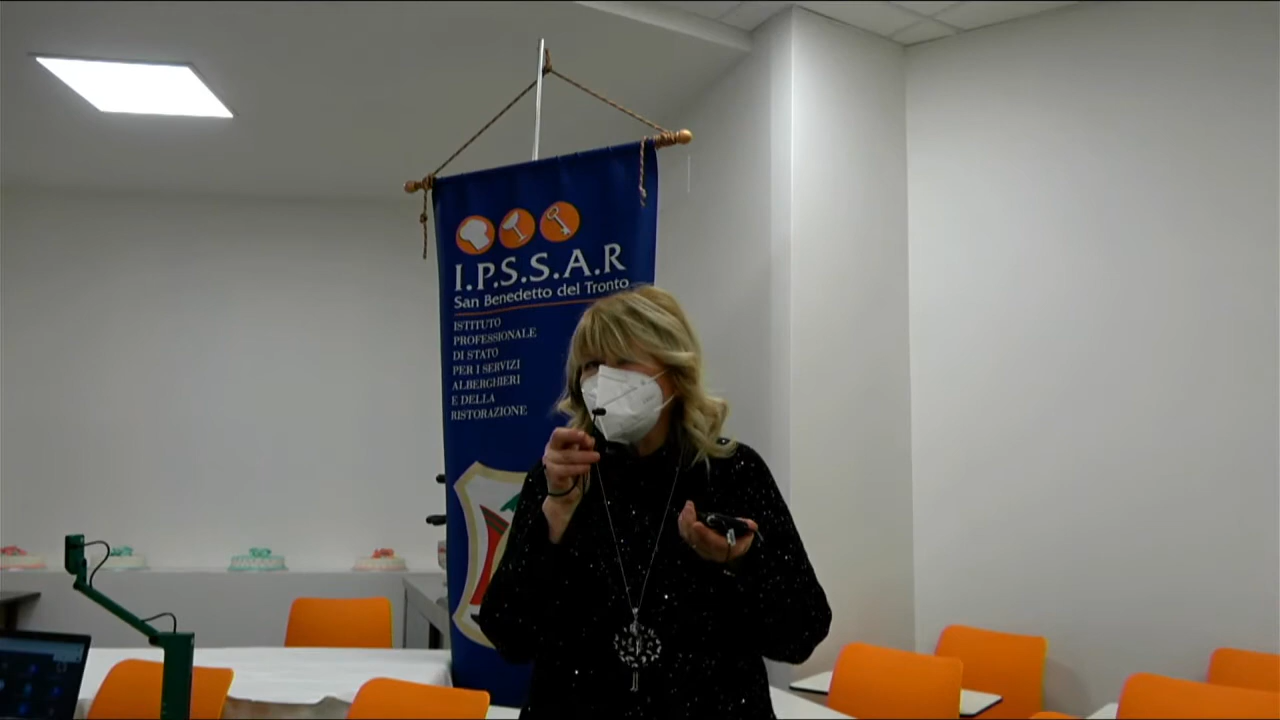 I.P.S.S.A.R
San Benedetto del Tronto
ISTITUTO
PROFESSIONALE
DI STATO
PER I SERVIZI
ALBERGHIERI
E DELLA
RISTORAZIONE